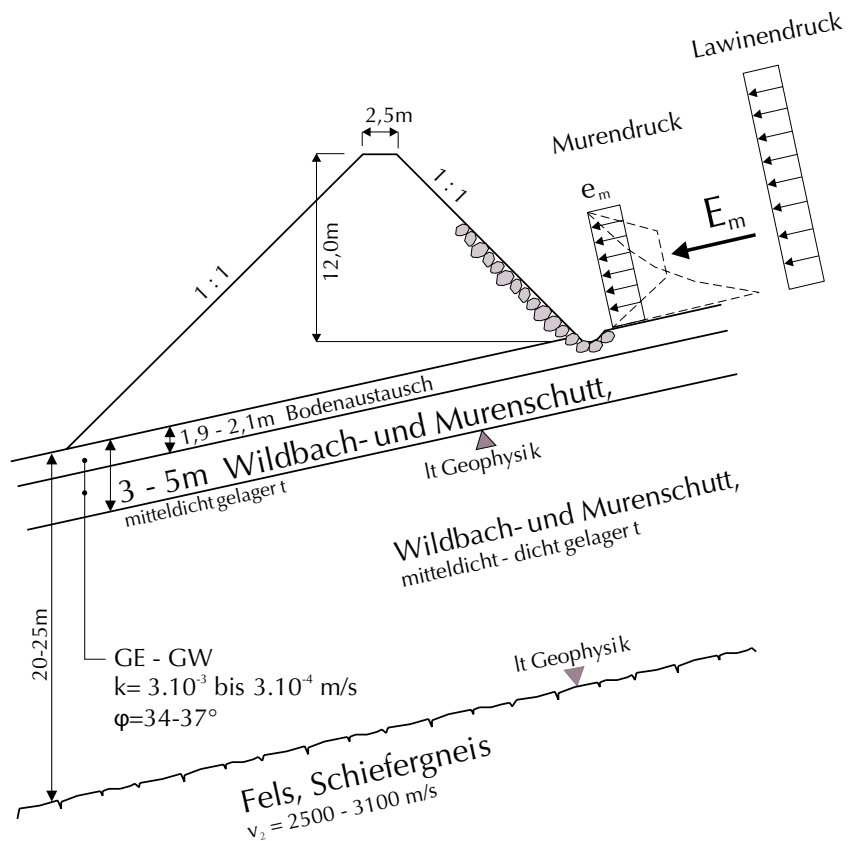 Lawinendruck
2,5m
Murendruck
1:1
e m
E m
12,0m
1:1
1,9 - 2,1m Bodenaustausch
3 - 5m Wildbach- und Murenschutt,
mitteldicht gelagert
lt Geophysik
Wildbach- und Murenschutt,
mitteldicht - dicht gelagert
20-25m
GE - GW
k= 3.10⁻³ bis 3.10⁻⁴ m/s
φ=34-37°
lt Geophysik
Fels, Schiefergneis
v₂ = 2500 - 3100 m/s